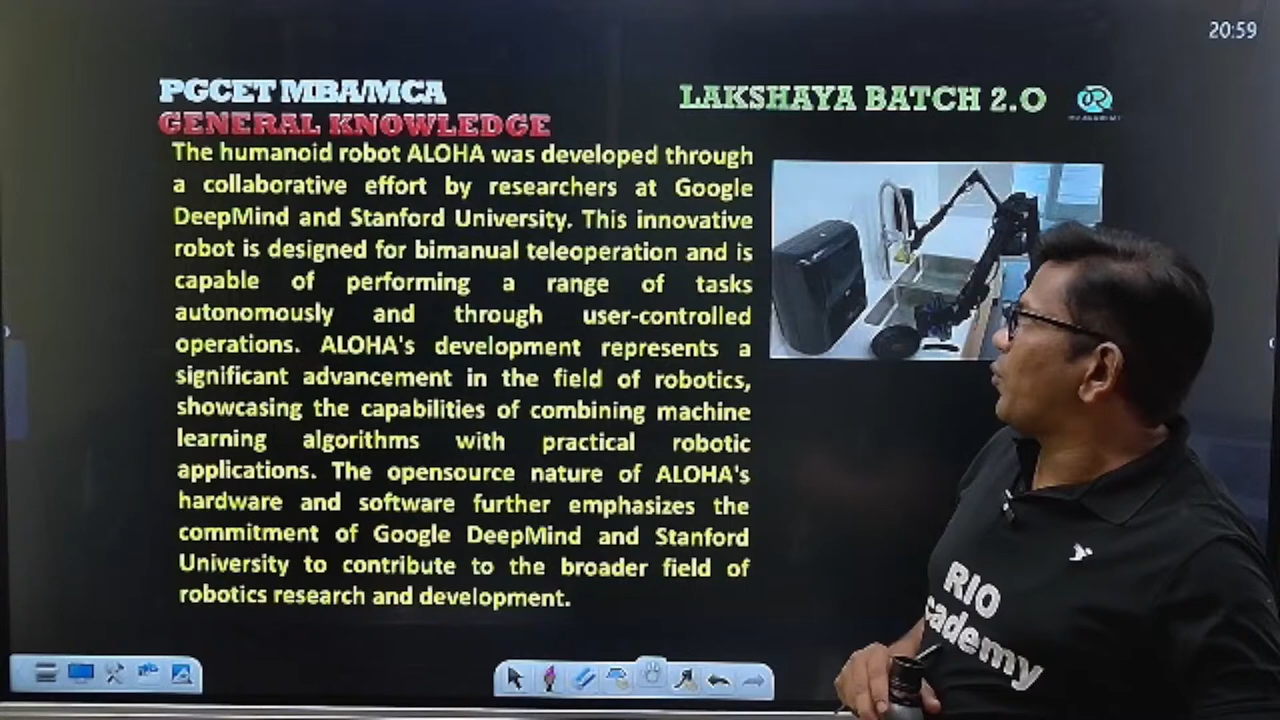 20:59
PGCET MBA/MCA
LAKSHAYA BATCH 2.O
GENERAL KNOWLEDGE
The humanoid robot ALOHA was developed through
a collaborative effort by researchers at Google
DeepMind and Stanford University. This innovative
robot is designed for bimanual teleoperation and is
capable of performing a range of tasks
autonomously and through user-controlled
operations. ALOHA's development represents a
significant advancement in the field of robotics,
showcasing the capabilities of combining machine
learning algorithms with practical robotic
applications. The opensource nature of ALOHA's
hardware and software further emphasizes the
commitment of Google DeepMind and Stanford
University to contribute to the broader field of
robotics research and development.
RIO
cademy